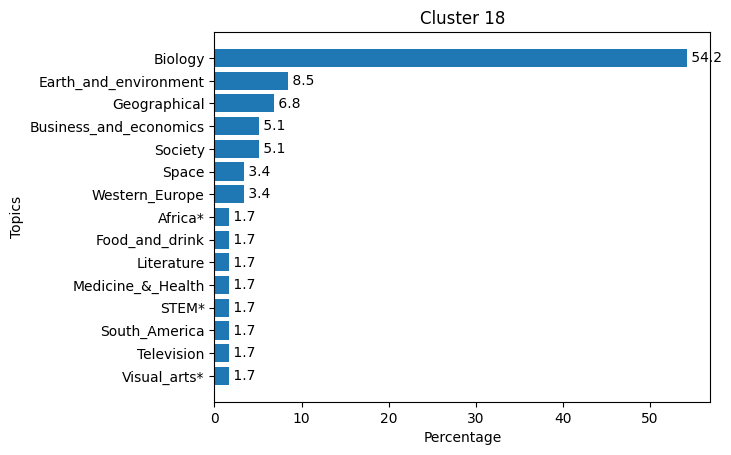 Cluster 18
Topics
Biology 54.2
Earth_and_environment 8.5
Geographical 6.8
Business_and_economics 5.1
Society 5.1
Space 3.4
Western_Europe 3.4
Africa* 1.7
Food_and_drink 1.7
Literature 1.7
Medicine_&_Health 1.7
STEM* 1.7
South_America 1.7
Television 1.7
Visual_arts* 1.7
0 10 20 30 40 50
Percentage